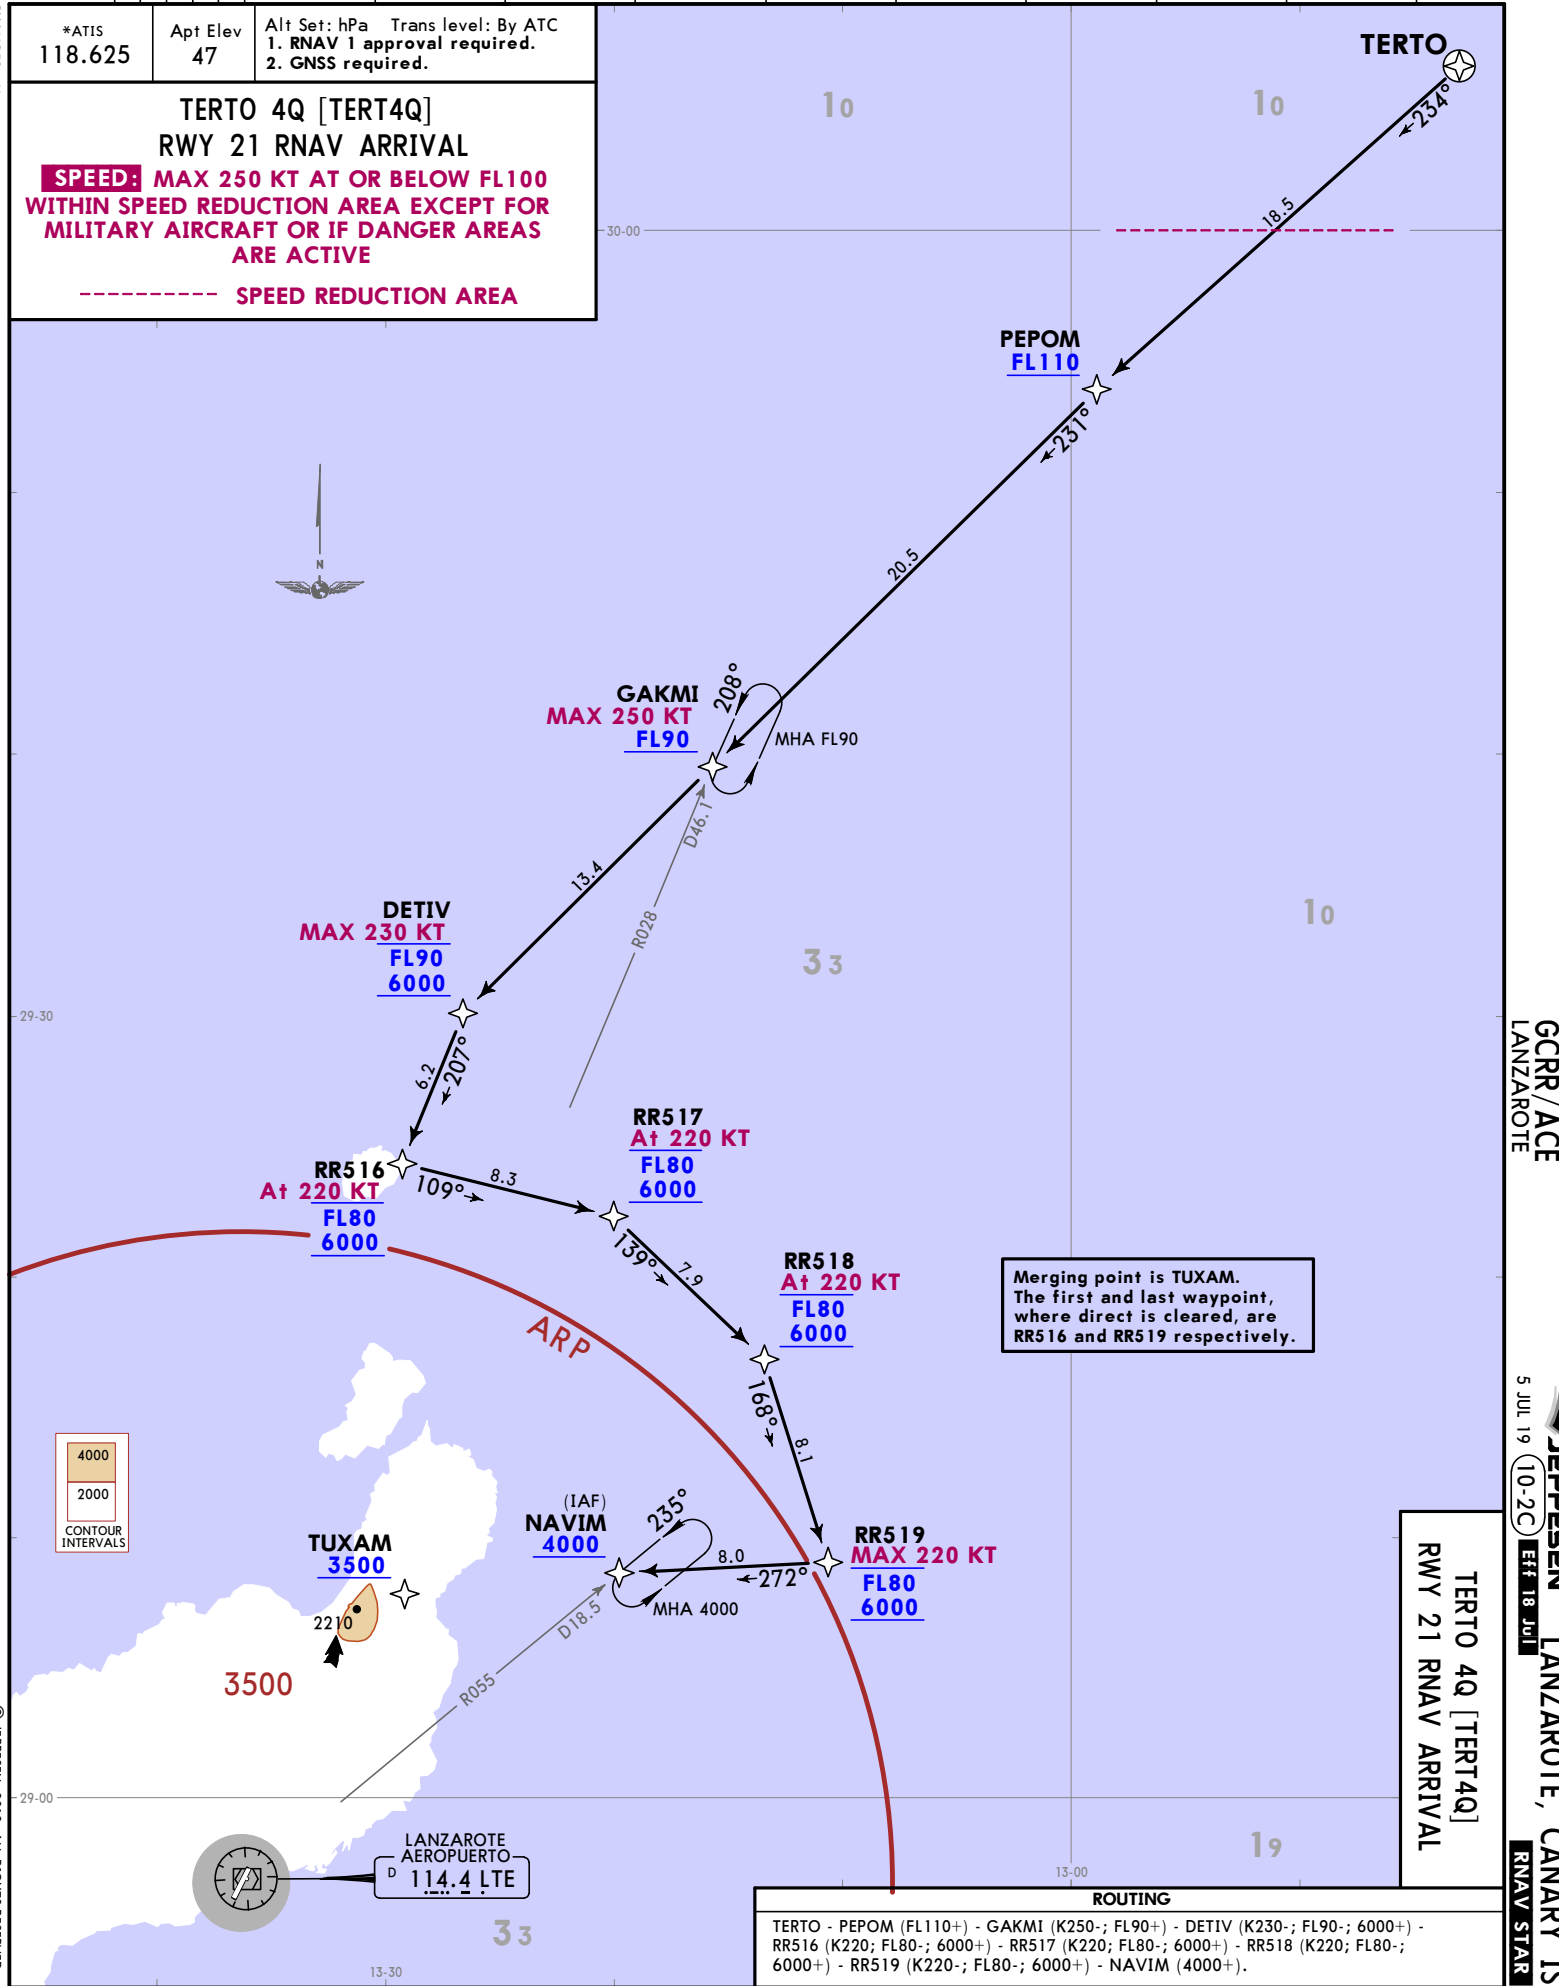 *ATIS
118.625
Apt Elev
47
Alt Set: hPa Trans level: By ATC
1. RNAV 1 approval required.
2. GNSS required.
TERTO 4Q [TERT4Q]
RWY 21 RNAV ARRIVAL
SPEED: MAX 250 KT AT OR BELOW FL100
WITHIN SPEED REDUCTION AREA EXCEPT FOR
MILITARY AIRCRAFT OR IF DANGER AREAS
ARE ACTIVE
SPEED REDUCTION AREA
TERTO
234°
10
10
18.5
30-00
PEPOM
FL110
231°
N
20.5
GAKMI
MAX 250 KT
FL90
208°
MHA FL90
D46.1
R028
13.4
DETIV
MAX 230 KT
FL90
6000
33
10
29-30
6.2
207°
RR516
At 220 KT
FL80
6000
8.3
109°
RR517
At 220 KT
FL80
6000
139°
7.9
RR518
At 220 KT
FL80
6000
Merging point is TUXAM.
The first and last waypoint,
where direct is cleared, are
RR516 and RR519 respectively.
ARP
168°
8.1
4000
2000
CONTOUR
INTERVALS
(IAF)
NAVIM
4000
235°
8.0
272°
MHA 4000
RR519
MAX 220 KT
FL80
6000
TUXAM
3500
2210
3500
D18.5
R055
29-00
LANZAROTE
AEROPUERTO
D 114.4 LTE
33
13-30
19
13-00
ROUTING
TERTO - PEPOM (FL110+) - GAKMI (K250-; FL90+) - DETIV (K230-; FL90-; 6000+) -
RR516 (K220; FL80-; 6000+) - RR517 (K220; FL80-; 6000+) - RR518 (K220; FL80-;
6000+) - RR519 (K220-; FL80-; 6000+) - NAVIM (4000+).
TERTO 4Q [TERT4Q]
RWY 21 RNAV ARRIVAL
GCRR/ACE
LANZAROTE
JEPPESEN
5 JUL 19 10-2C Eff 18 Jul
LANZAROTE, CANARY IS
RNAV STAR